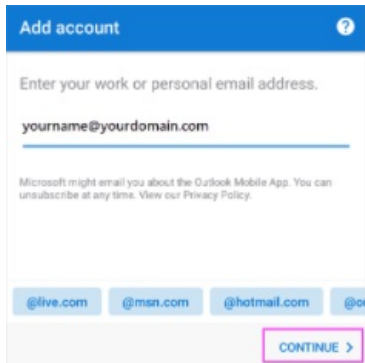 Add account ?
Enter your work or personal email address.
yourname@yourdomain.com
Microsoft might email you about the Outlook Mobile App. You can
unsubscribe at any time. View our Privacy Policy.
@live.com @msn.com @hotmail.com
CONTINUE >